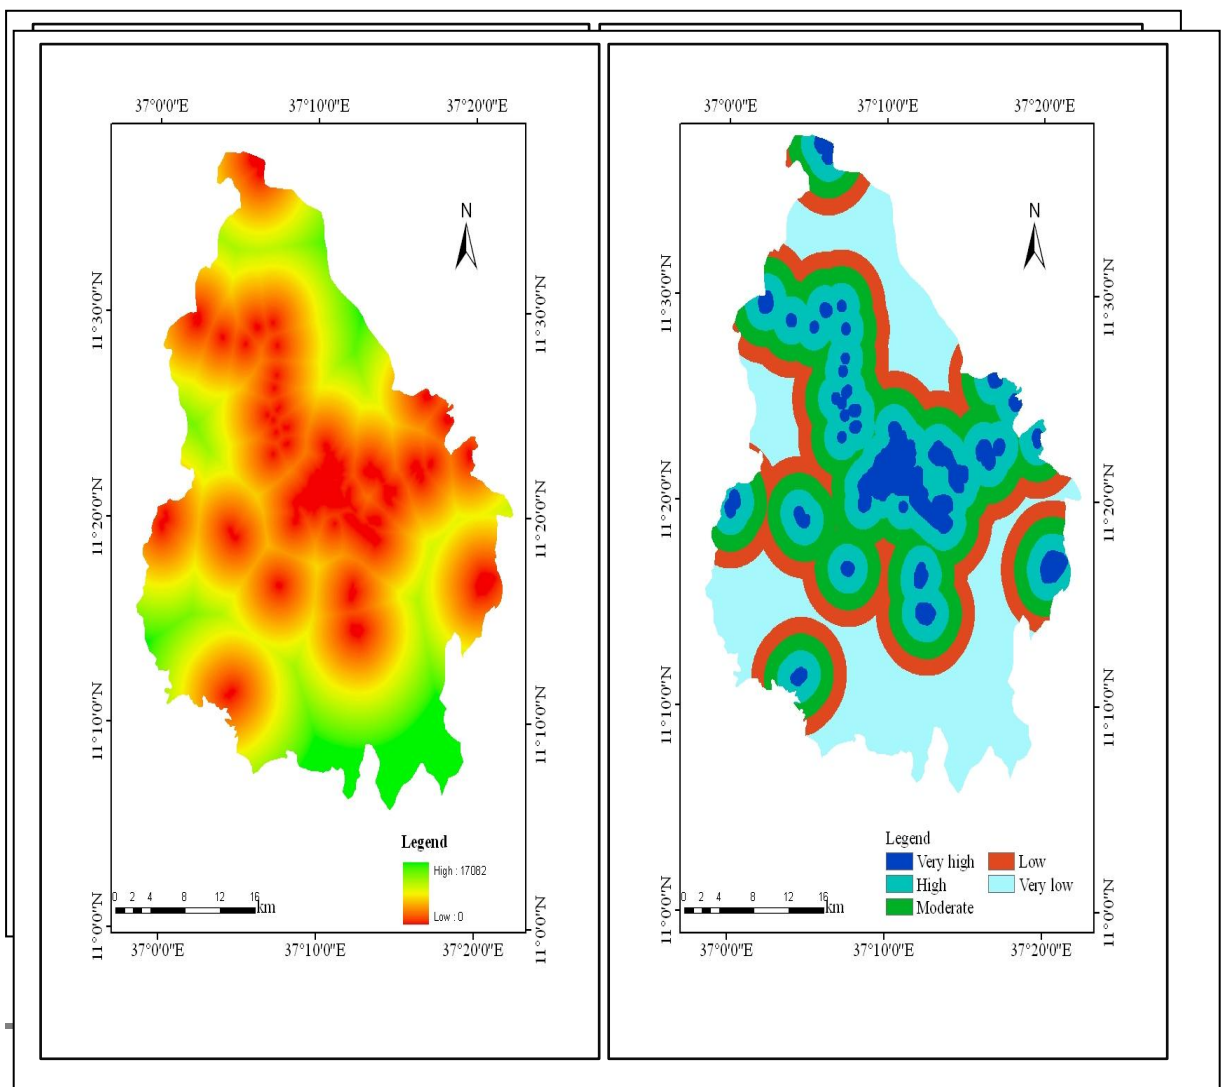 37°0'0"E 37°10'0"E 37°20'0"E
N
11°30'0"N 11°30'0"N
11°20'0"N 11°20'0"N
11°10'0"N 11°10'0"N
11°0'0"N 11°0'0"N
Legend
High : 17082
Low : 0
0 2 4 8 12 16
km
37°0'0"E 37°10'0"E 37°20'0"E
37°0'0"E 37°10'0"E 37°20'0"E
N
11°30'0"N 11°30'0"N
11°20'0"N 11°20'0"N
11°10'0"N 11°10'0"N
11°0'0"N 11°0'0"N
Legend
Very high Low
High Very low
Moderate
0 2 4 8 12 16
km
37°0'0"E 37°10'0"E 37°20'0"E